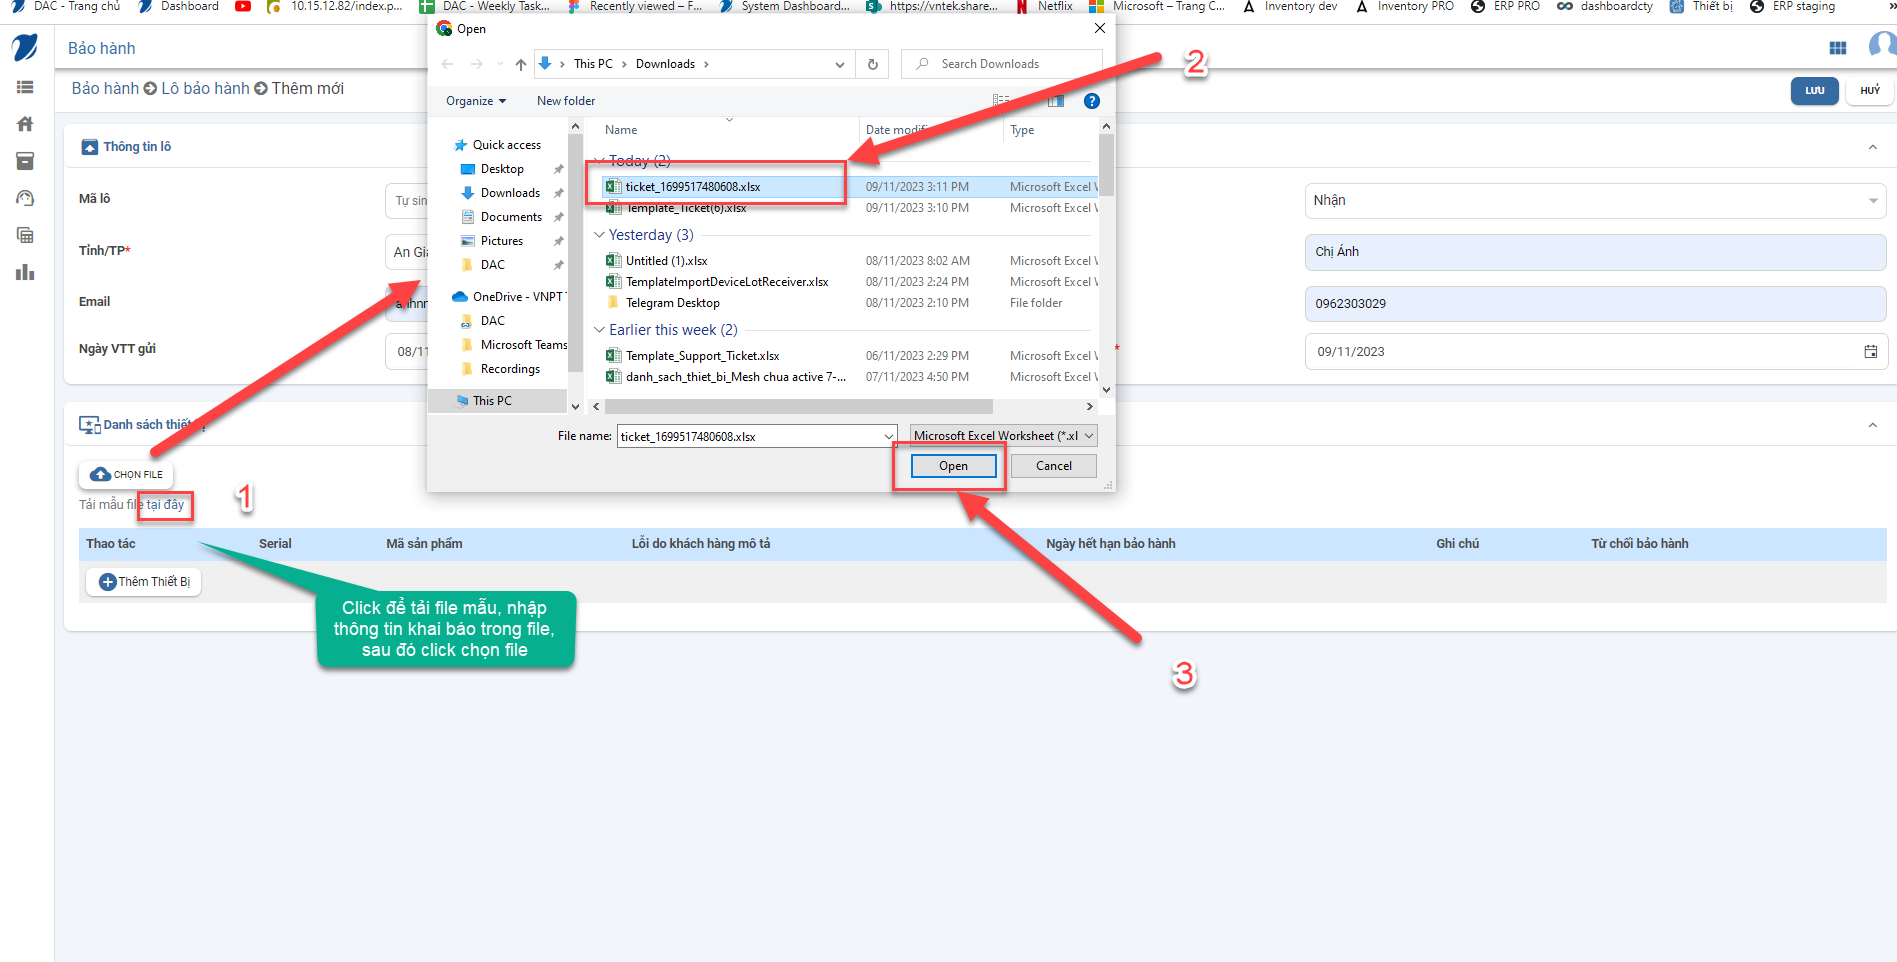 DAC - Trang chủ
Dashboard
10.15.12.82/index.p...
DAC - Weekly Task...
Recently viewed – F...
System Dashboard...
https://vntek.share...
Netflix
Microsoft – Trang C...
Inventory dev
Inventory PRO
ERP PRO
dashboardcty
Thiết bị
ERP staging
»
Bảo hành
Bảo hành Lô bảo hành Thêm mới
LƯU
HUỶ
Thông tin lô
Mã lô
Tự sin
Nhận
Tỉnh/TP*
An Gia
Chị Ánh
Email
0962303029
Ngày VTT gửi
08/11
*
09/11/2023
Open
This PC › Downloads ›
Search Downloads
Organize
New folder
?
Quick access
Desktop
Downloads
Documents
Pictures
DAC
OneDrive - VNPT T
DAC
Microsoft Teams
Recordings
This PC
Name
Type
Today (2)
ticket_1699517480608.xlsx 09/11/2023 3:11 PM Microsoft Excel W
Template_Ticket(6).xlsx 09/11/2023 3:10 PM Microsoft Excel W
Yesterday (3)
Untitled (1).xlsx 08/11/2023 8:02 AM Microsoft Excel W
TemplateImportDeviceLotReceiver.xlsx 08/11/2023 2:24 PM Microsoft Excel W
Telegram Desktop 08/11/2023 2:10 PM File folder
Earlier this week (2)
Template_Support_Ticket.xlsx 06/11/2023 2:29 PM Microsoft Excel W
danh_sach_thiet_bi_Mesh chua active 7-... 07/11/2023 4:50 PM Microsoft Excel W
File name: ticket_1699517480608.xlsx
Microsoft Excel Worksheet (*.xl
Open
Cancel
Danh sách thiết
CHỌN FILE
Tải mẫu file tại đây
Thao tác Serial Mã sản phẩm Lỗi do khách hàng mô tả Ngày hết hạn bảo hành Ghi chú Từ chối bảo hành
Thêm Thiết Bị
Click để tải file mẫu, nhập
thông tin khai báo trong file,
sau đó click chọn file
1
2
3